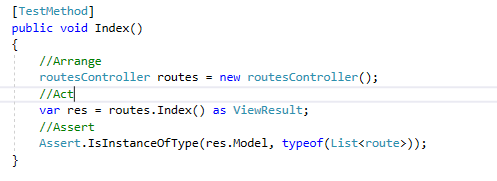 [TestMethod]
public void Index()
{
//Arrange
routesController routes = new routesController();
//Act
var res = routes.Index() as ViewResult;
//Assert
Assert.IsInstanceOfType(res.Model, typeof(List<route>));
}